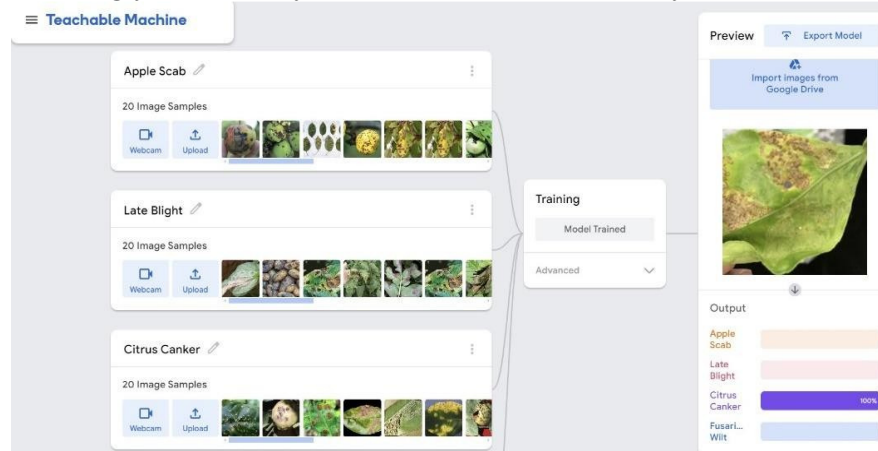 Teachable Machine
Apple Scab
20 Image Samples
Webcam
Upload
Late Blight
20 Image Samples
Webcam
Upload
Citrus Canker
20 Image Samples
Webcam
Upload
Training
Model Trained
Advanced
Preview
Export Model
Import images from
Google Drive
Output
Apple
Scab
Late
Blight
Citrus
Canker
100%
Fusari...
Wilt